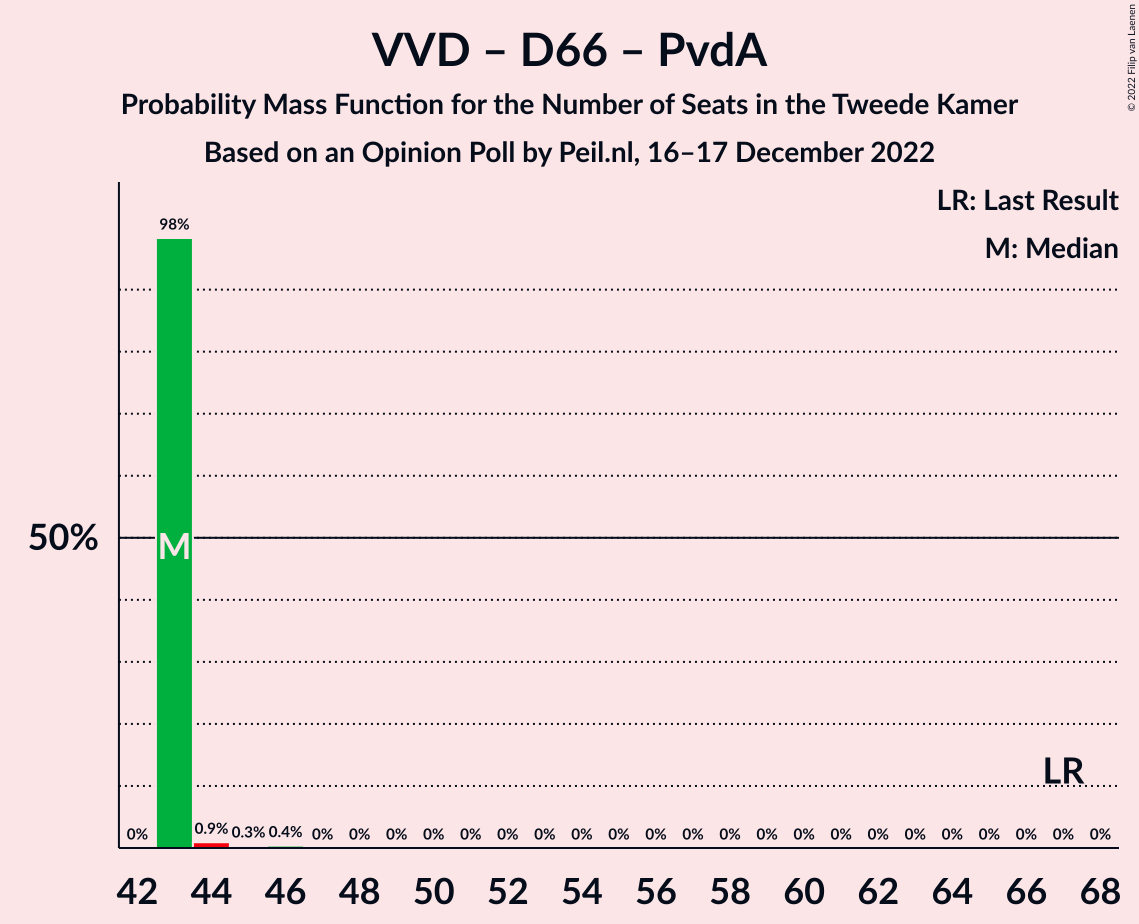 VVD – D66 – PvdA
Probability Mass Function for the Number of Seats in the Tweede Kamer
Based on an Opinion Poll by Peil.nl, 16–17 December 2022
© 2022 Filip van Laenen
LR: Last Result
M: Median
98%
50%
M
LR
0% 0.9% 0.3% 0.4% 0% 0% 0% 0% 0% 0% 0% 0% 0% 0% 0% 0% 0% 0% 0% 0% 0% 0% 0% 0% 0% 0%
42 44 46 48 50 52 54 56 58 60 62 64 66 68